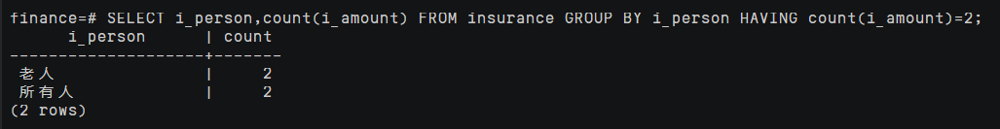 finance=# SELECT i_person,count(i_amount) FROM insurance GROUP BY i_person HAVING count(i_amount)=2;
      i_person       | count
---------------------+-------
 老人                |     2
 所有人              |     2
(2 rows)